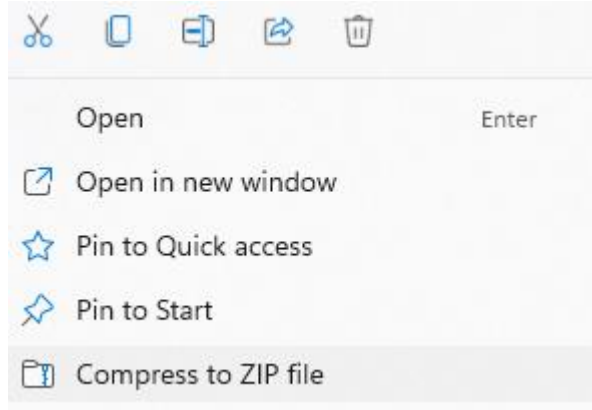 Open Enter
Open in new window
Pin to Quick access
Pin to Start
Compress to ZIP file